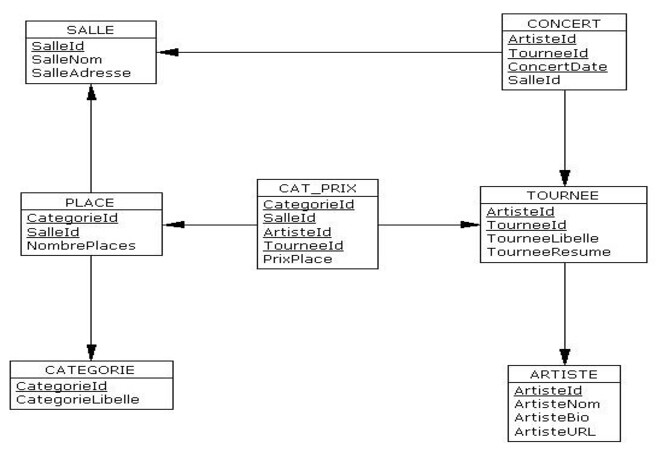 SALLE
SalleId
SalleNom
SalleAdresse
CONCERT
ArtisteId
TourneeId
ConcertDate
SalleId
PLACE
CategorieId
SalleId
NombrePlaces
CAT_PRIX
CategorieId
SalleId
ArtisteId
TourneeId
PrixPlace
TOURNEE
ArtisteId
TourneeId
TourneeLibelle
TourneeResume
CATEGORIE
CategorieId
CategorieLibelle
ARTISTE
ArtisteId
ArtisteNom
ArtisteBio
ArtisteURL